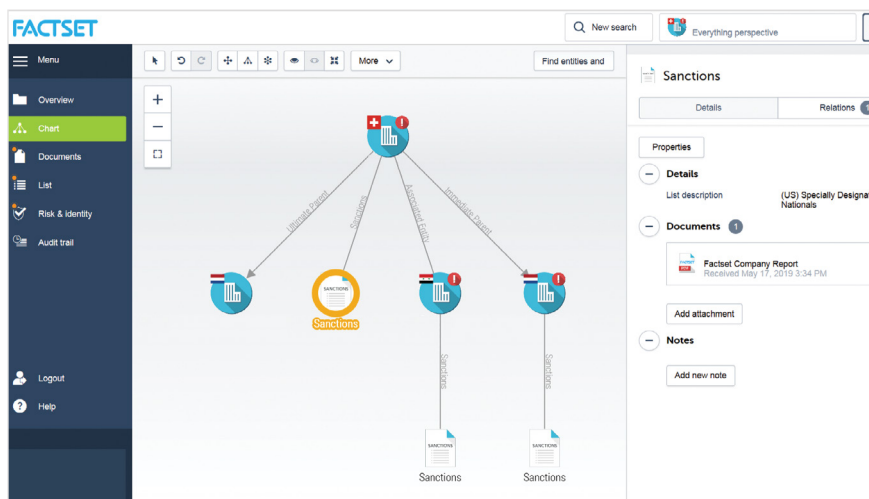 FACTSET
New search
Everything perspective
Menu
More
Find entities and
Sanctions
Overview
Details
Relations
Chart
Documents
Properties
List
Details
Risk & identity
List description
(US) Specially Designa
Nationals
Audit trail
Documents 1
Factset Company Report
Received May 17, 2019 3:34 PM
Add attachment
Notes
Add new note
Logout
Help
Ultimate Parent
Sanctions
Associated Entity
Immediate Parent
SANCTIONS
Sanctions
Sanctions
Sanctions
SANCTIONS
SANCTIONS
Sanctions
Sanctions